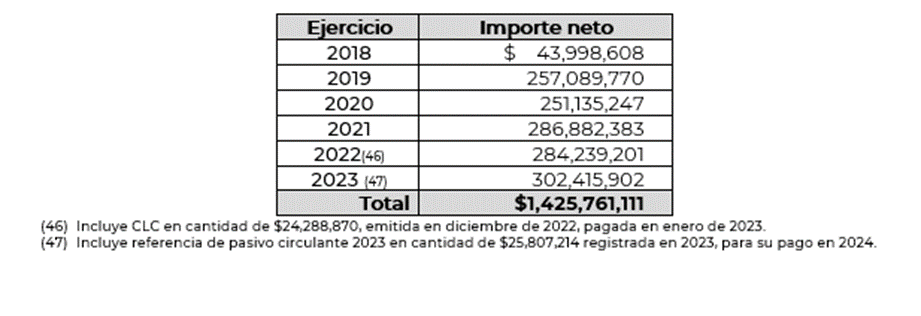 Ejercicio Importe neto
2018 $ 43,998,608
2019 257,089,770
2020 251,135,247
2021 286,882,383
2022(46) 284,239,201
2023 (47) 302,415,902
Total $1,425,761,111
(46) Incluye CLC en cantidad de $24,288,870, emitida en diciembre de 2022, pagada en enero de 2023.
(47) Incluye referencia de pasivo circulante 2023 en cantidad de $25,807,214 registrada en 2023, para su pago en 2024.